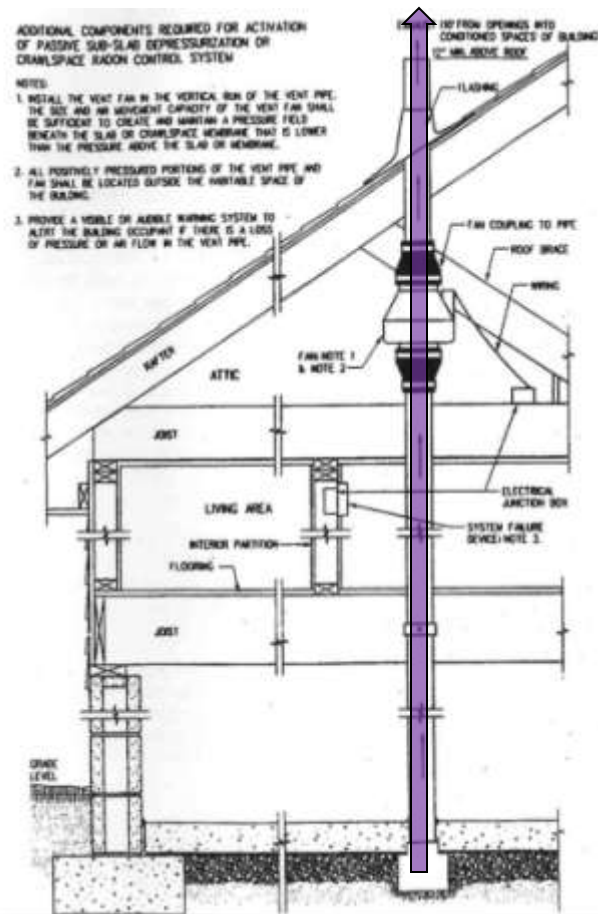 ADDITIONAL COMPONENTS REQUIRED FOR ACTIVATION
OF PASSIVE SUB-SLAB DEPRESSURIZATION OR
CRAWLSPACE RADON CONTROL SYSTEM
NOTES:
1. INSTALL THE VENT FAN IN THE VERTICAL RUN OF THE VENT PIPE.
THE SIZE AND AIR MOVEMENT CAPACITY OF THE VENT FAN SHALL
BE SUFFICIENT TO CREATE AND MAINTAIN A PRESSURE FIELD
BENEATH THE SLAB OR CRAWLSPACE MEMBRANE THAT IS LOWER
THAN THE PRESSURE ABOVE THE SLAB OR MEMBRANE.
2. ALL POSITIVELY PRESSURED PORTIONS OF THE VENT PIPE AND
FAN SHALL BE LOCATED OUTSIDE THE HABITABLE SPACE OF
THE BUILDING.
3. PROVIDE A VISIBLE OR AUDIBLE WARNING SYSTEM TO
ALERT THE BUILDING OCCUPANT IF THERE IS A LOSS
OF PRESSURE OR AIR FLOW IN THE VENT PIPE.
FROM OPENINGS INTO
CONDITIONED SPACES OF BUILDING
12" MIN. ABOVE ROOF
FLASHING
FAN COUPLING TO PIPE
ROOF BRACE
WIRING
FAN NOTE 1
& NOTE 2
RAFTER
ATTIC
JOIST
LIVING AREA
ELECTRICAL
JUNCTION BOX
SYSTEM FAILURE
DEVICE: NOTE 3.
INTERIOR PARTITION
FLOORING
JOIST
GRADE
LEVEL